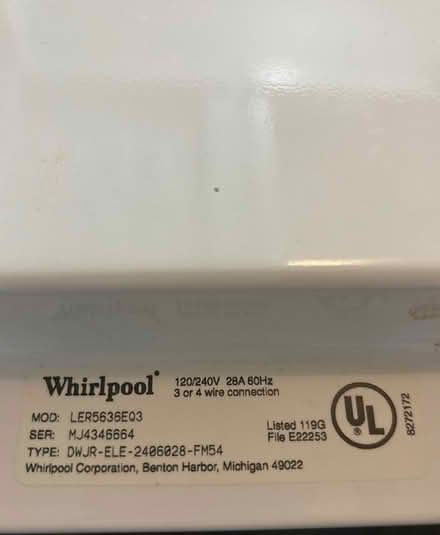 Whirlpool® 120/240V 28A 60Hz
3 or 4 wire connection
MOD: LER5636EQ3
SER: MJ4346664
TYPE: DWJR-ELE-2406028-FM54
Whirlpool Corporation, Benton Harbor, Michigan 49022
Listed 119G
File E22253
UL®
8272172